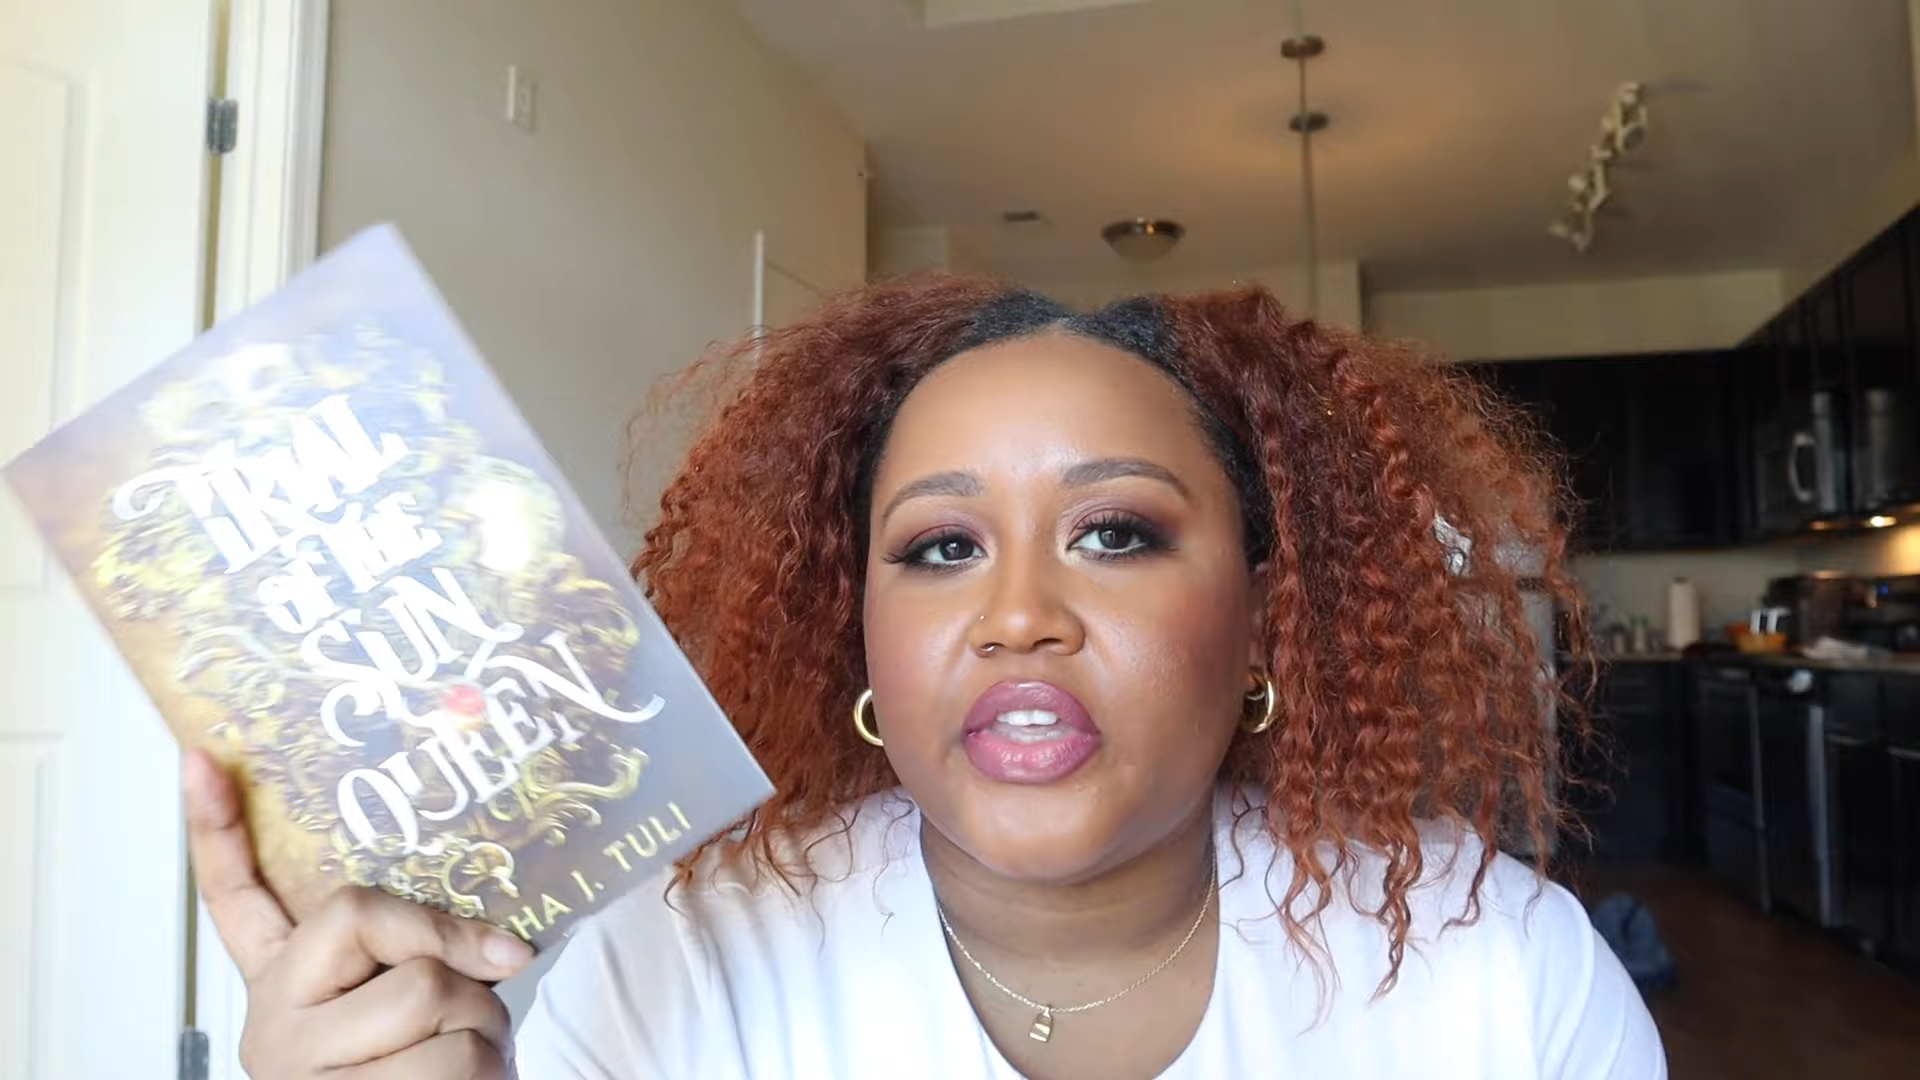 TRIAL
OF THE
SUN
QUEEN
HA J. TULI